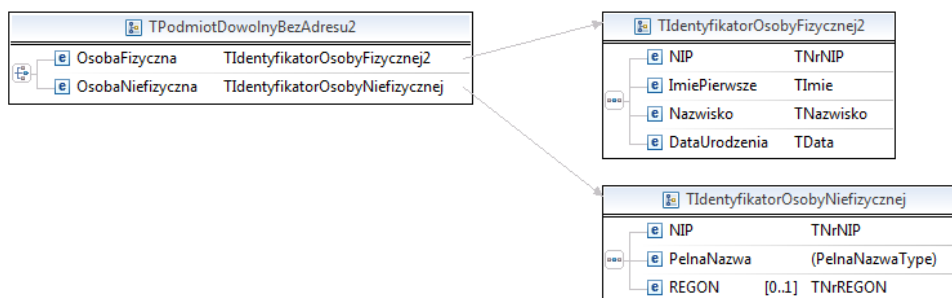 TPodmiotDowolnyBezAdresu2
OsobaFizyczna TIdentyfikatorOsobyFizycznej2
OsobaNiefizyczna TIdentyfikatorOsobyNiefizycznej
TIdentyfikatorOsobyFizycznej2
NIP TNrNIP
ImiePierwsze TImie
Nazwisko TNazwisko
DataUrodzenia TData
TIdentyfikatorOsobyNiefizycznej
NIP TNrNIP
PelnaNazwa (PelnaNazwaType)
REGON [0..1] TNrREGON